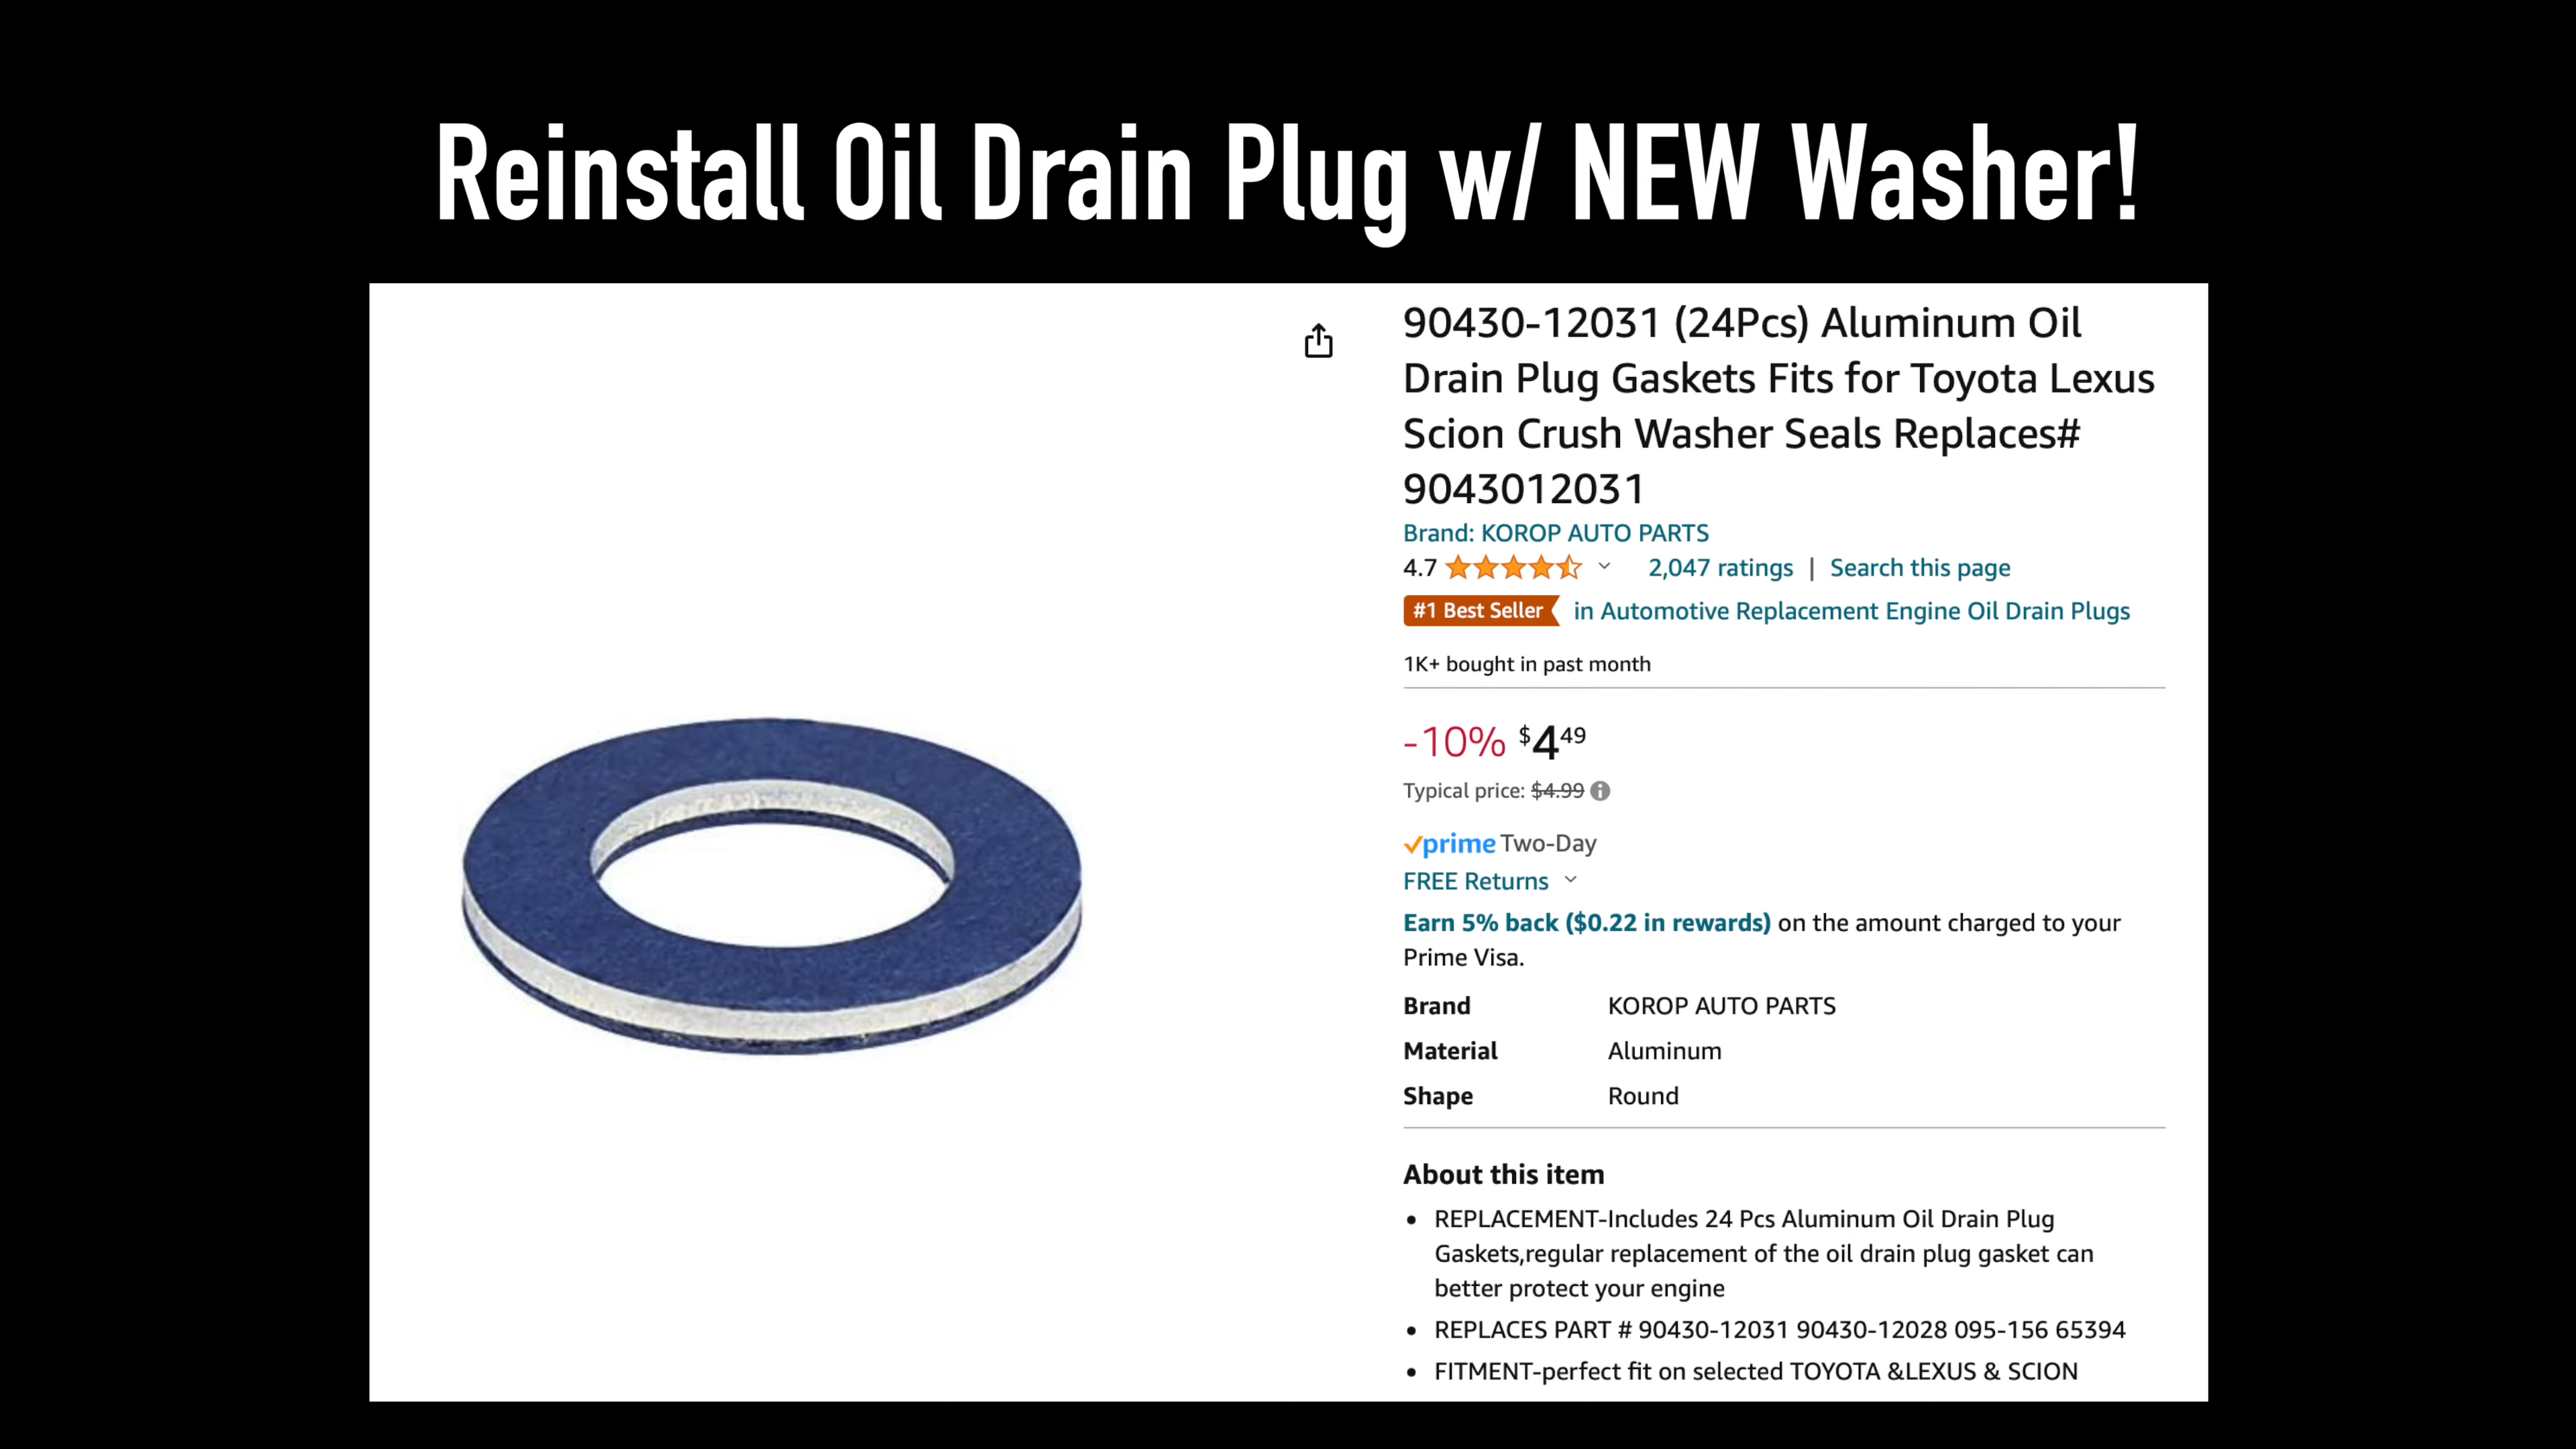 Reinstall Oil Drain Plug w/ NEW Washer!
90430-12031 (24Pcs) Aluminum Oil
Drain Plug Gaskets Fits for Toyota Lexus
Scion Crush Washer Seals Replaces#
9043012031
Brand: KOROP AUTO PARTS
4.7 2,047 ratings | Search this page
#1 Best Seller in Automotive Replacement Engine Oil Drain Plugs
1K+ bought in past month
-10% $4 49
Typical price: $4.99
prime Two-Day
FREE Returns
Earn 5% back ($0.22 in rewards) on the amount charged to your
Prime Visa.
Brand KOROP AUTO PARTS
Material Aluminum
Shape Round
About this item
• REPLACEMENT-Includes 24 Pcs Aluminum Oil Drain Plug
Gaskets,regular replacement of the oil drain plug gasket can
better protect your engine
• REPLACES PART # 90430-12031 90430-12028 095-156 65394
• FITMENT-perfect fit on selected TOYOTA &LEXUS & SCION